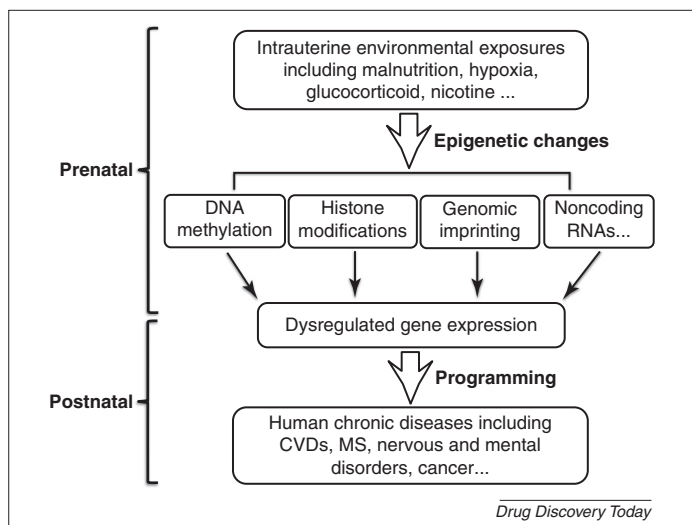 Intrauterine environmental exposures
including malnutrition, hypoxia,
glucocorticoid, nicotine ...
Epigenetic changes
Prenatal
DNA
methylation
Histone
modifications
Genomic
imprinting
Noncoding
RNAs...
Dysregulated gene expression
Programming
Postnatal
Human chronic diseases including
CVDs, MS, nervous and mental
disorders, cancer...
Drug Discovery Today